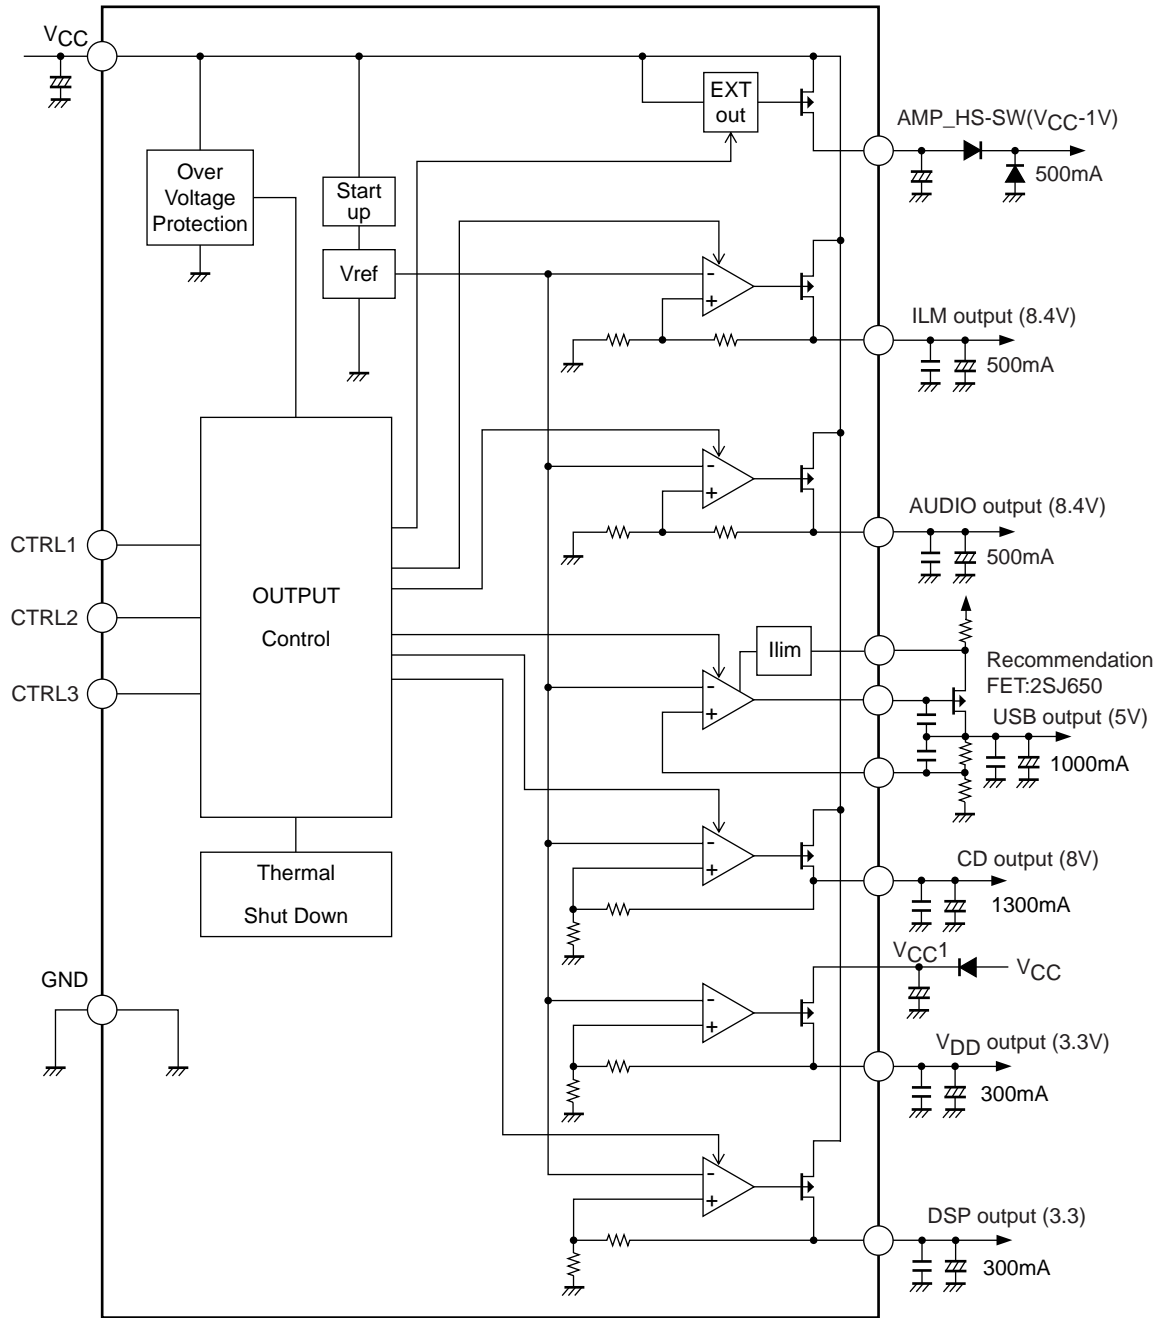 VCC
EXT
out
AMP_HS-SW(VCC-1V)
500mA
Over
Voltage
Protection
Start
up
Vref
-
+
ILM output (8.4V)
500mA
-
+
AUDIO output (8.4V)
500mA
CTRL1
CTRL2
CTRL3
OUTPUT
Control
Ilim
-
+
Recommendation
FET:2SJ650
USB output (5V)
1000mA
Thermal
Shut Down
-
+
CD output (8V)
1300mA
GND
VCC1
VCC
-
+
VDD output (3.3V)
300mA
-
+
DSP output (3.3)
300mA